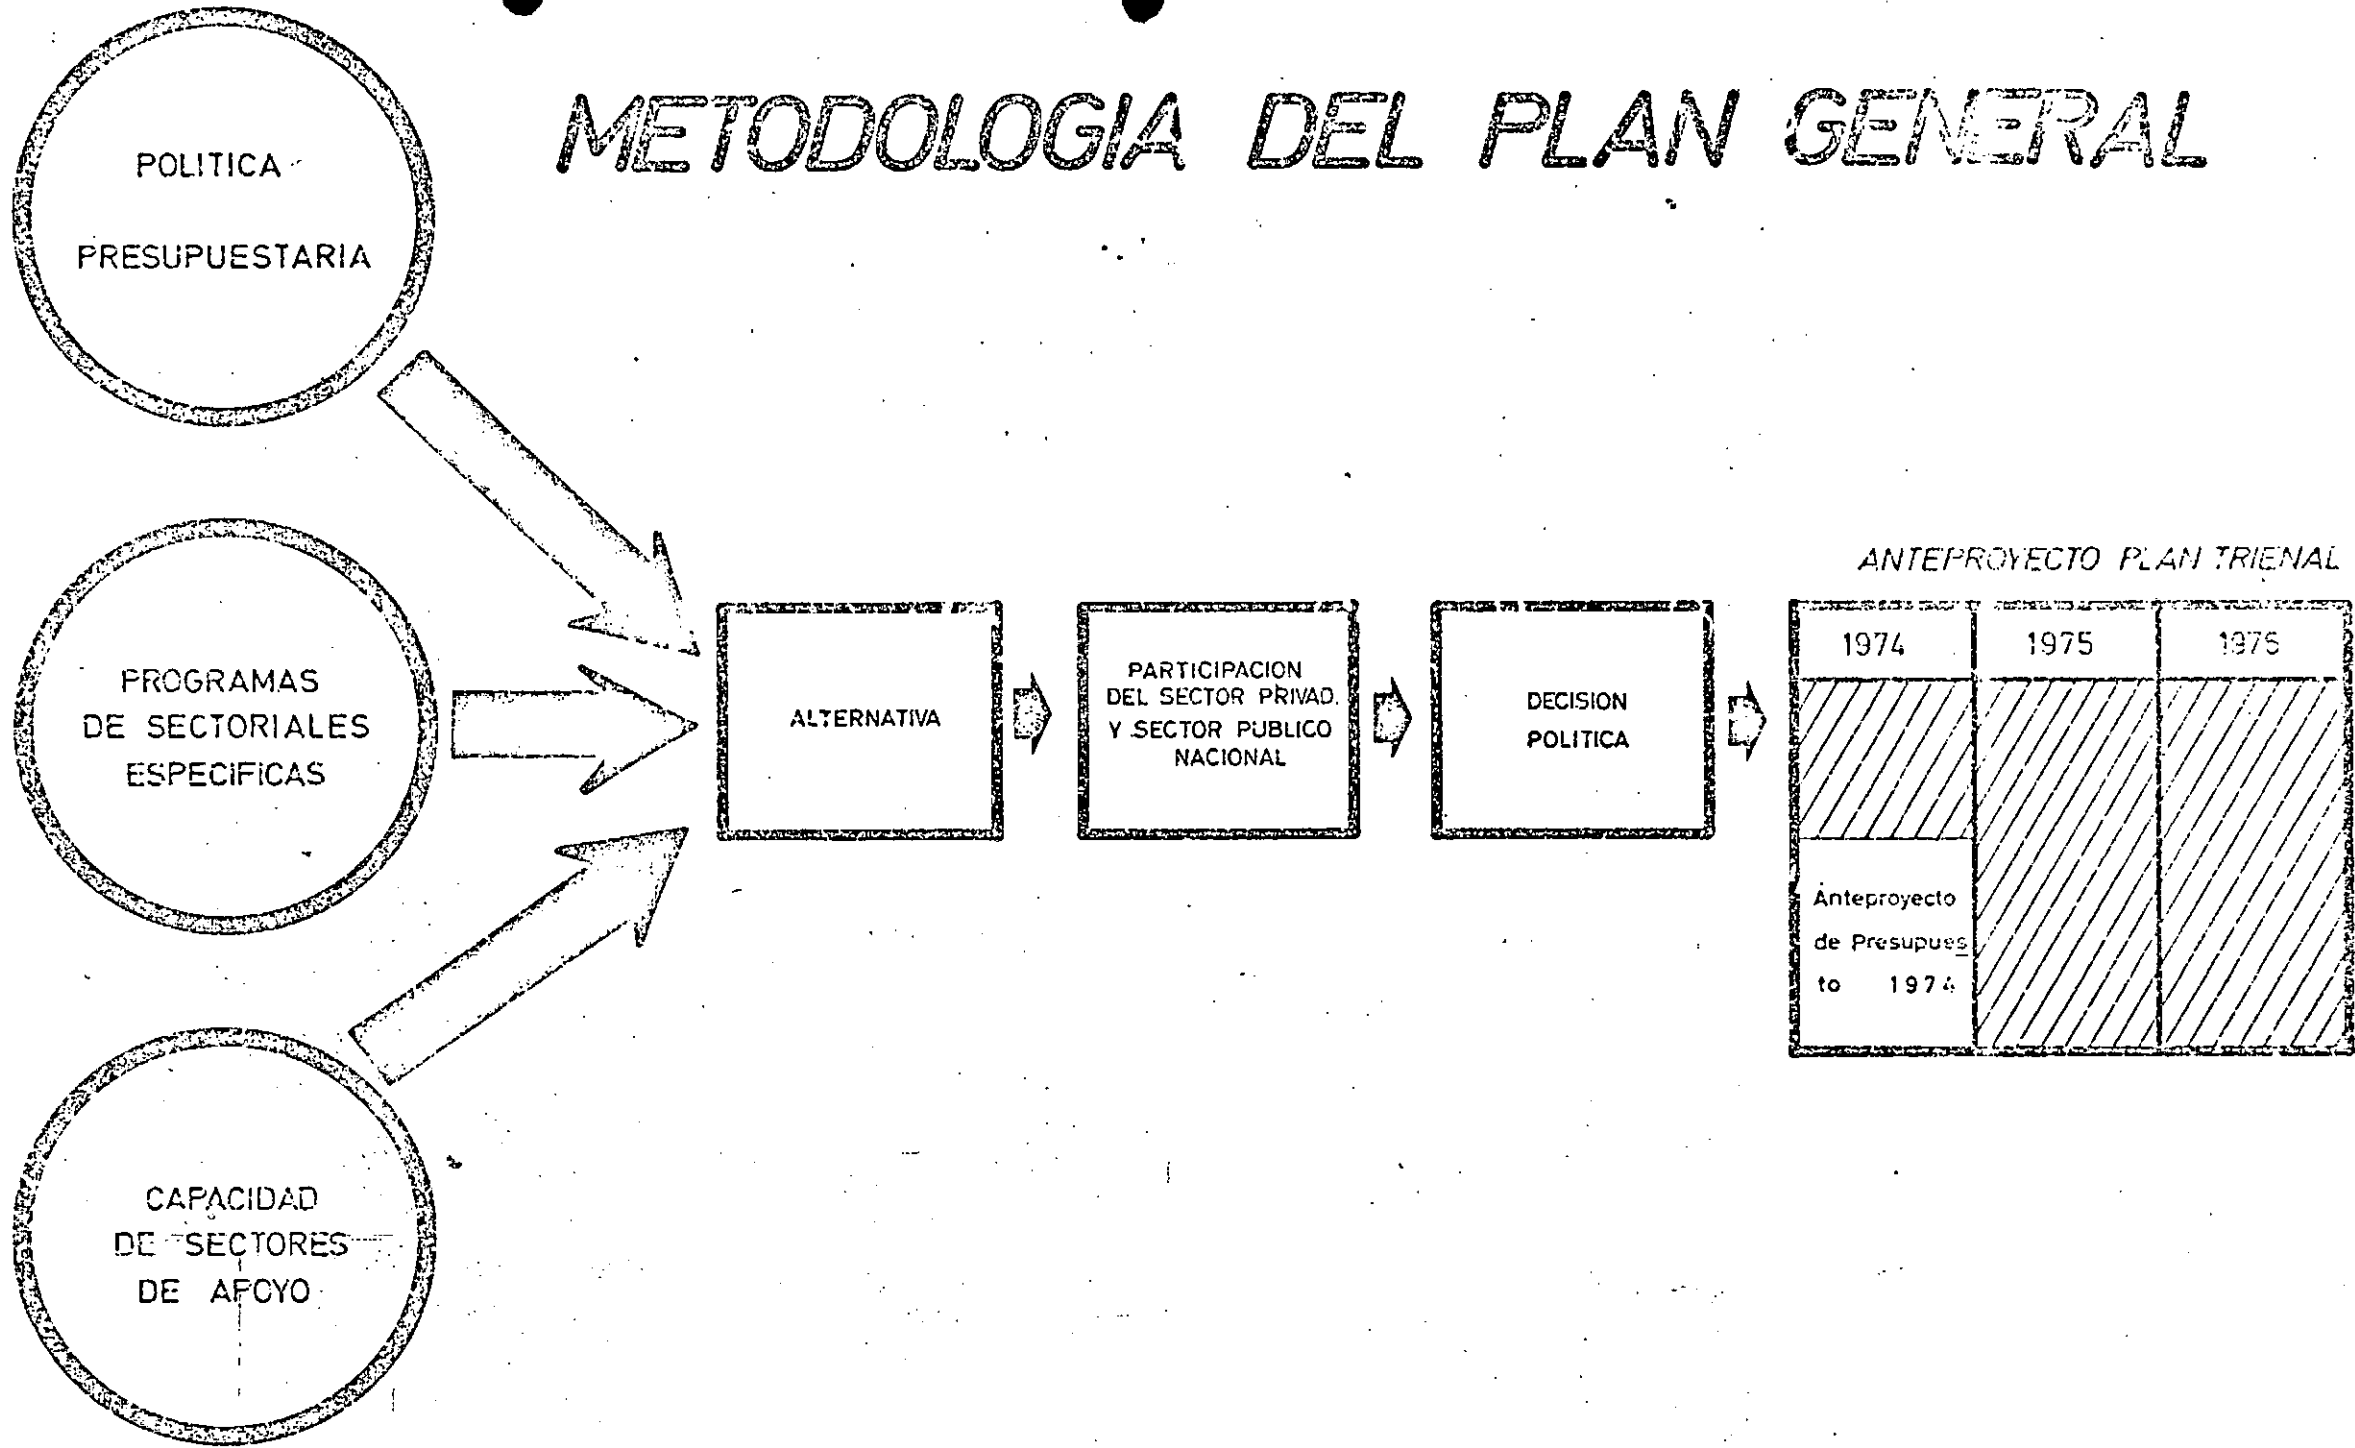 METODOLOGIA DEL PLAN GENERAL
POLITICA
PRESUPUESTARIA
PROGRAMAS
DE SECTORIALES
ESPECIFICAS
CAPACIDAD
DE SECTORES
DE APOYO
ALTERNATIVA
PARTICIPACION
DEL SECTOR PRIVAD.
Y SECTOR PUBLICO
NACIONAL
DECISION
POLITICA
ANTEPROYECTO PLAN TRIENAL
1974 1975 1976
Anteproyecto
de Presupues
to 1974